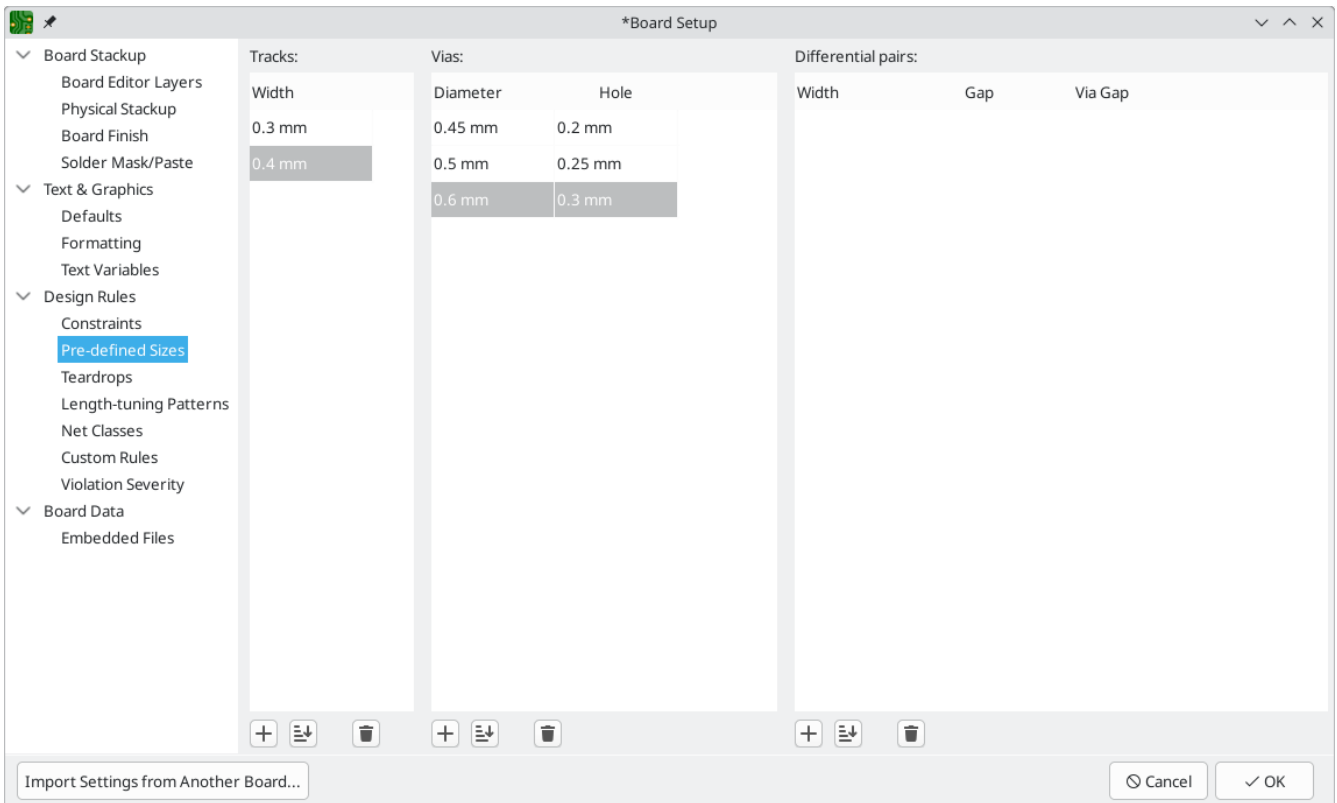 *Board Setup
Board Stackup
Board Editor Layers
Physical Stackup
Board Finish
Solder Mask/Paste
Text & Graphics
Defaults
Formatting
Text Variables
Design Rules
Constraints
Pre-defined Sizes
Teardrops
Length-tuning Patterns
Net Classes
Custom Rules
Violation Severity
Board Data
Embedded Files
Tracks:
Width
0.3 mm
0.4 mm
Vias:
Diameter Hole
0.45 mm 0.2 mm
0.5 mm 0.25 mm
0.6 mm 0.3 mm
Differential pairs:
Width Gap Via Gap
Import Settings from Another Board...
Cancel
OK